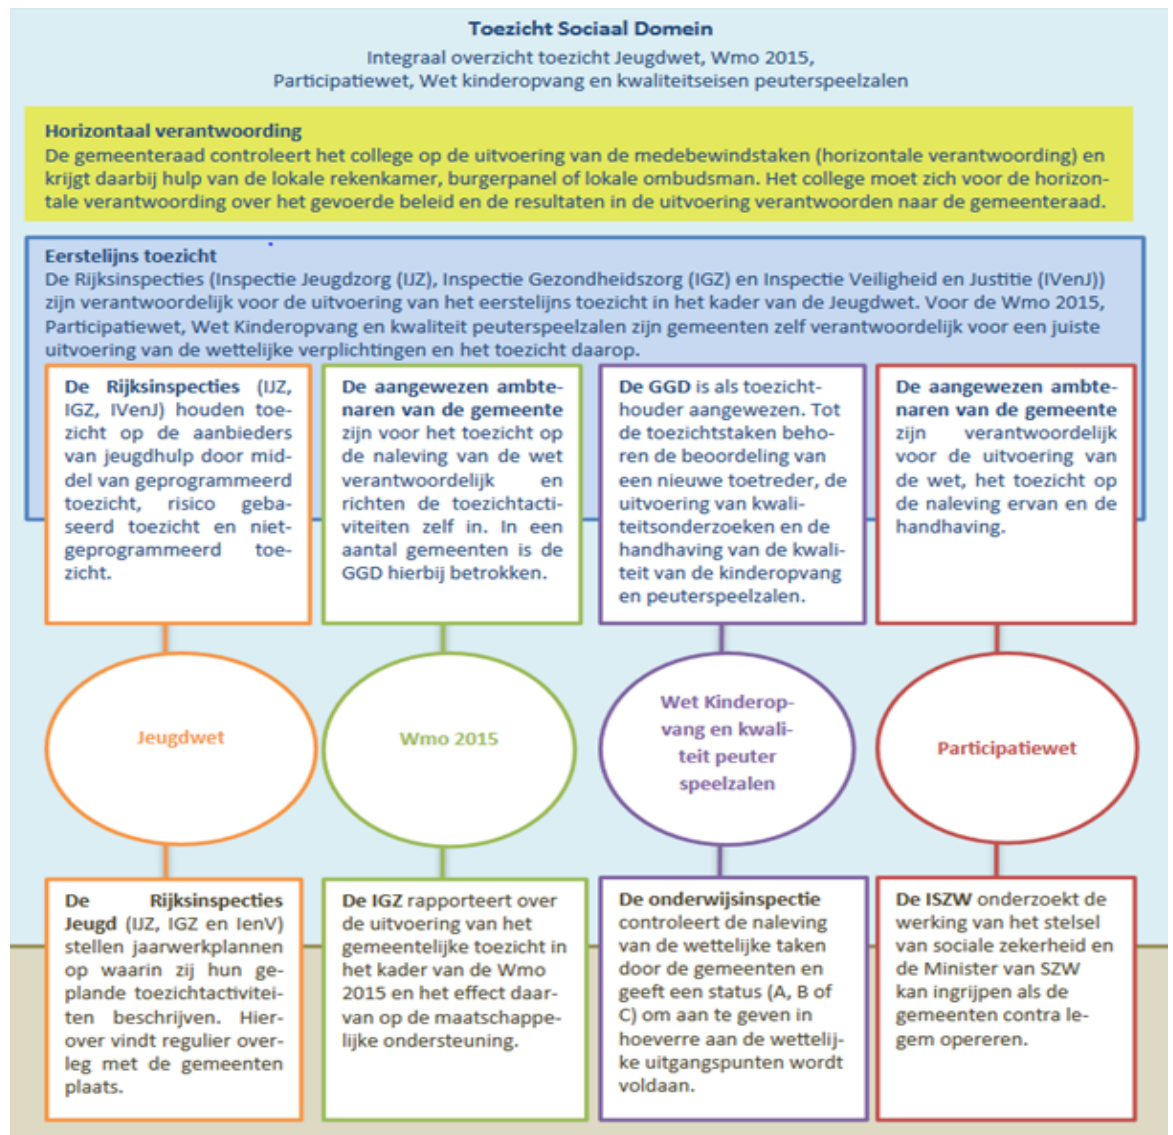 Toezicht Sociaal Domein
Integraal overzicht toezicht Jeugdwet, Wmo 2015,
Participatiewet, Wet kinderopvang en kwaliteitseisen peuterspeelzalen
Horizontaal verantwoording
De gemeenteraad controleert het college op de uitvoering van de medebewindstaken (horizontale verantwoording) en
krijgt daarbij hulp van de lokale rekenkamer, burgerpanel of lokale ombudsman. Het college moet zich voor de horizon-
tale verantwoording over het gevoerde beleid en de resultaten in de uitvoering verantwoorden naar de gemeenteraad.
Eerstelijns toezicht
De Rijksinspecties (Inspectie Jeugdzorg (IJZ), Inspectie Gezondheidszorg (IGZ) en Inspectie Veiligheid en Justitie (IVenJ))
zijn verantwoordelijk voor de uitvoering van het eerstelijns toezicht in het kader van de Jeugdwet. Voor de Wmo 2015,
Participatiewet, Wet Kinderopvang en kwaliteit peuterspeelzalen zijn gemeenten zelf verantwoordelijk voor een juiste
uitvoering van de wettelijke verplichtingen en het toezicht daarop.
De Rijksinspecties (IJZ,
IGZ, IVenJ) houden toe-
zicht op de aanbieders
van jeugdhulp door mid-
del van geprogrammeerd
toezicht, risico geba-
seerd toezicht en niet-
geprogrammeerd toe-
zicht.
De aangewezen ambte-
naren van de gemeente
zijn voor het toezicht op
de naleving van de wet
verantwoordelijk en
richten de toezichtacti-
viteiten zelf in. In een
aantal gemeenten is de
GGD hierbij betrokken.
De GGD is als toezicht-
houder aangewezen. Tot
de toezichtstaken beho-
ren de beoordeling van
een nieuwe toetreder, de
uitvoering van kwali-
teitsonderzoeken en de
handhaving van de kwali-
teit van de kinderopvang
en peuterspeelzalen.
De aangewezen ambte-
naren van de gemeente
zijn verantwoordelijk
voor de uitvoering van
de wet, het toezicht op
de naleving ervan en de
handhaving.
Jeugdwet
Wmo 2015
Wet Kinderop-
vang en kwali-
teit peuter
speelzalen
Participatiewet
De Rijksinspecties
Jeugd (IJZ, IGZ en IenV)
stellen jaarwerkplannen
op waarin zij hun ge-
plande toezichtactivitei-
ten beschrijven. Hier-
over vindt regulier over-
leg met de gemeenten
plaats.
De IGZ rapporteert over
de uitvoering van het
gemeentelijke toezicht in
het kader van de Wmo
2015 en het effect daar-
van op de maatschappe-
lijke ondersteuning.
De onderwijsinspectie
controleert de naleving
van de wettelijke taken
door de gemeenten en
geeft een status (A, B of
C) om aan te geven in
hoeverre aan de wettelij-
ke uitgangspunten wordt
voldaan.
De ISZW onderzoekt de
werking van het stelsel
van sociale zekerheid en
de Minister van SZW
kan ingrijpen als de
gemeenten contra le-
gem opereren.